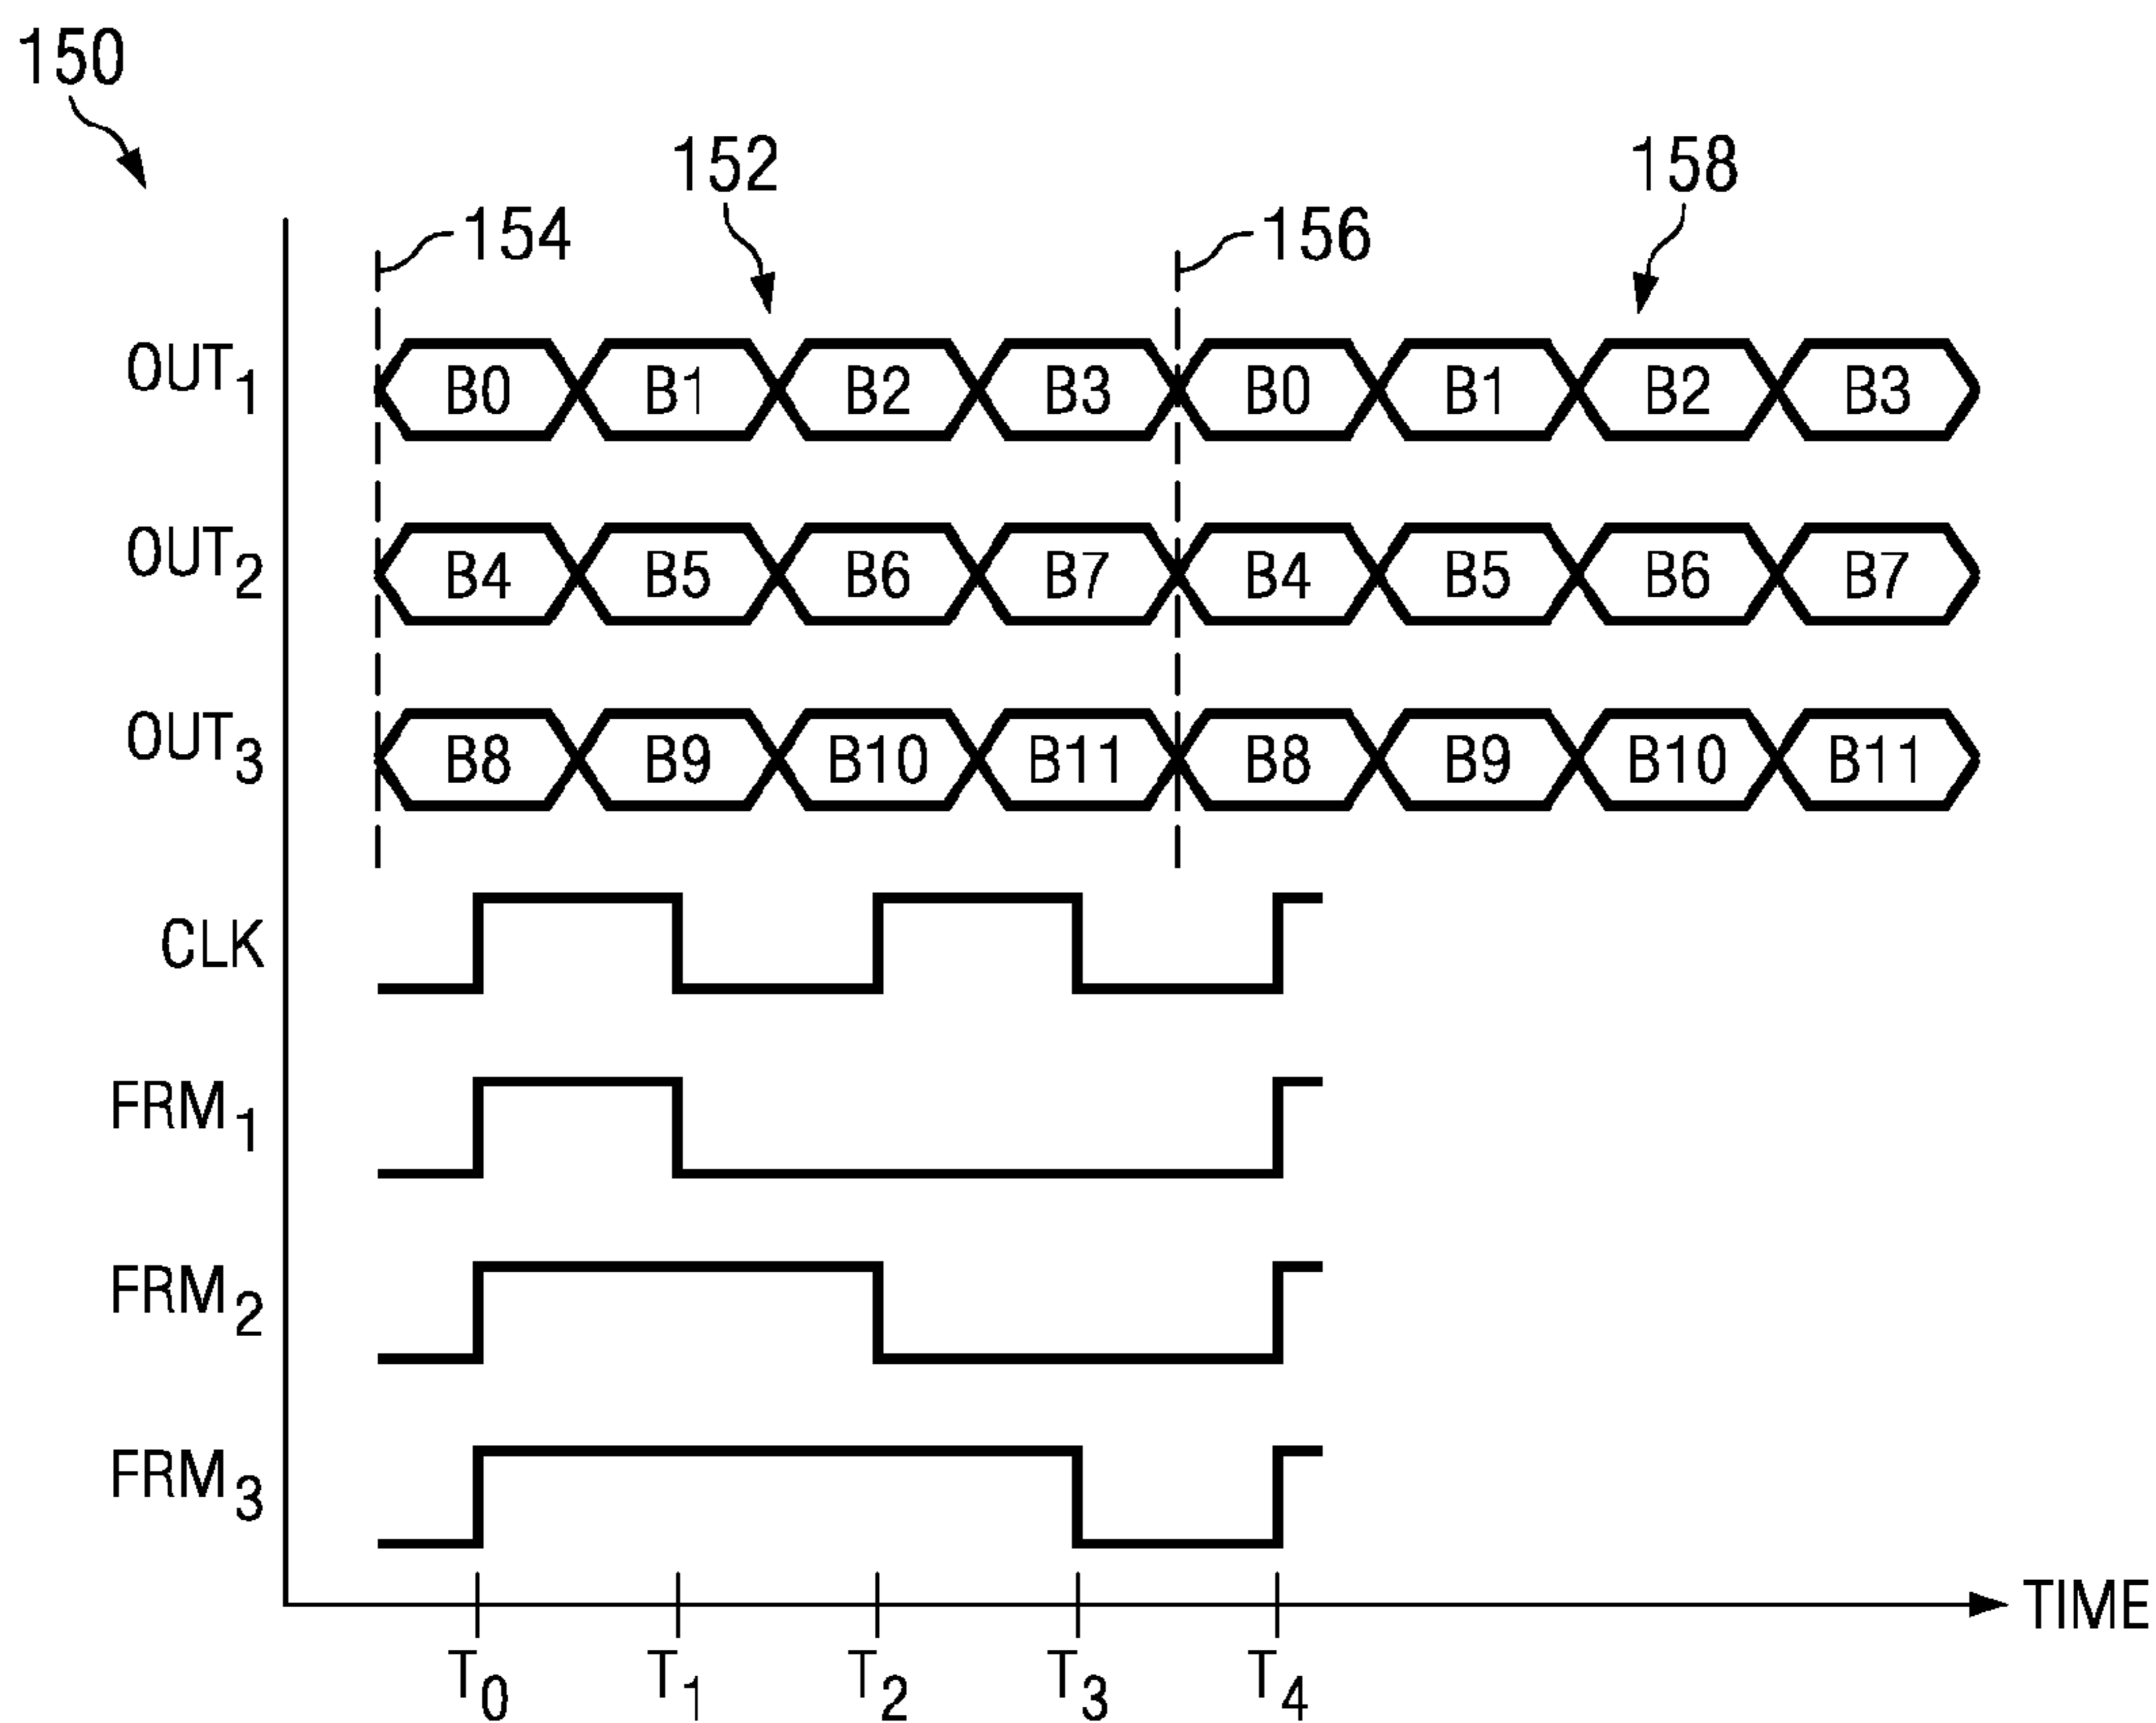 150
152 158
154 156
OUT1 B0 B1 B2 B3 B0 B1 B2 B3
OUT2 B4 B5 B6 B7 B4 B5 B6 B7
OUT3 B8 B9 B10 B11 B8 B9 B10 B11
CLK
FRM1
FRM2
FRM3
TIME
T0 T1 T2 T3 T4